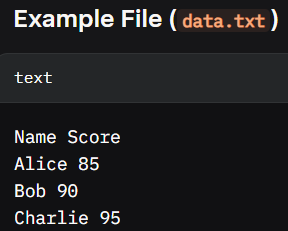 Example File (data.txt)
text
Name Score
Alice 85
Bob 90
Charlie 95